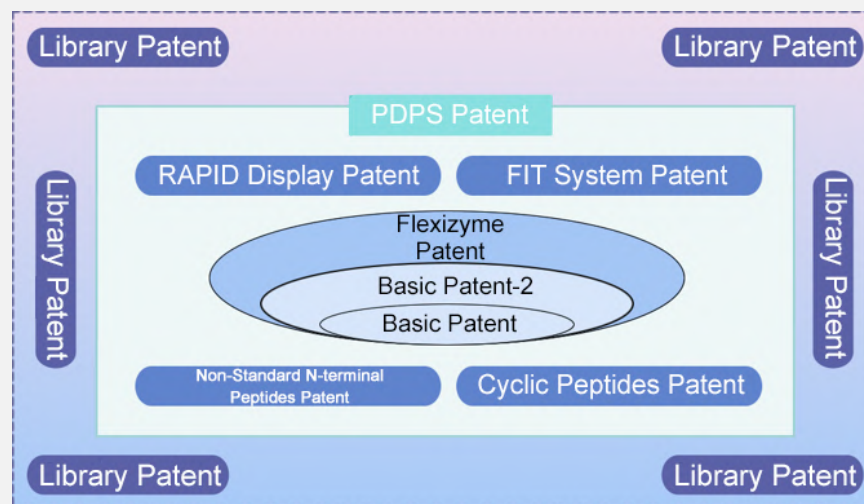 Library Patent
Library Patent
PDPS Patent
RAPID Display Patent
FIT System Patent
Library Patent
Library Patent
Flexizyme
Patent
Basic Patent-2
Basic Patent
Non-Standard N-terminal
Peptides Patent
Cyclic Peptides Patent
Library Patent
Library Patent